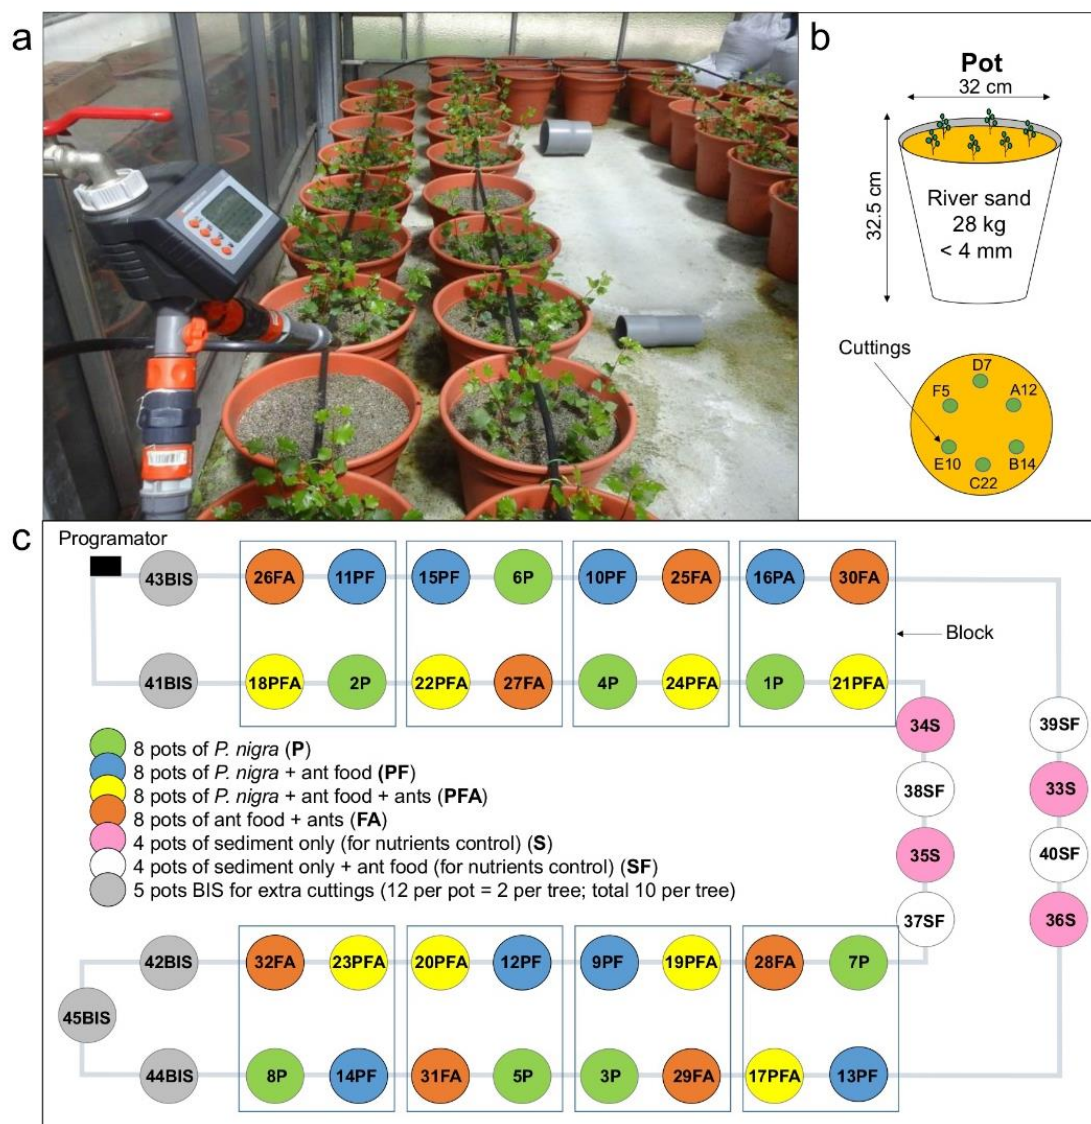 a
b
Pot
32 cm
32.5 cm
River sand
28 kg
< 4 mm
Cuttings
D7
F5
A12
E10
B14
C22
c
Programator
43BIS
26FA
11PF
15PF
6P
10PF
25FA
16PA
30FA
Block
41BIS
18PFA
2P
22PFA
27FA
4P
24PFA
1P
21PFA
34S
39SF
38SF
33S
35S
40SF
37SF
36S
8 pots of P. nigra (P)
8 pots of P. nigra + ant food (PF)
8 pots of P. nigra + ant food + ants (PFA)
8 pots of ant food + ants (FA)
4 pots of sediment only (for nutrients control) (S)
4 pots of sediment only + ant food (for nutrients control) (SF)
5 pots BIS for extra cuttings (12 per pot = 2 per tree; total 10 per tree)
42BIS
32FA
23PFA
20PFA
12PF
9PF
19PFA
28FA
7P
45BIS
44BIS
8P
14PF
31FA
5P
3P
29FA
17PFA
13PF